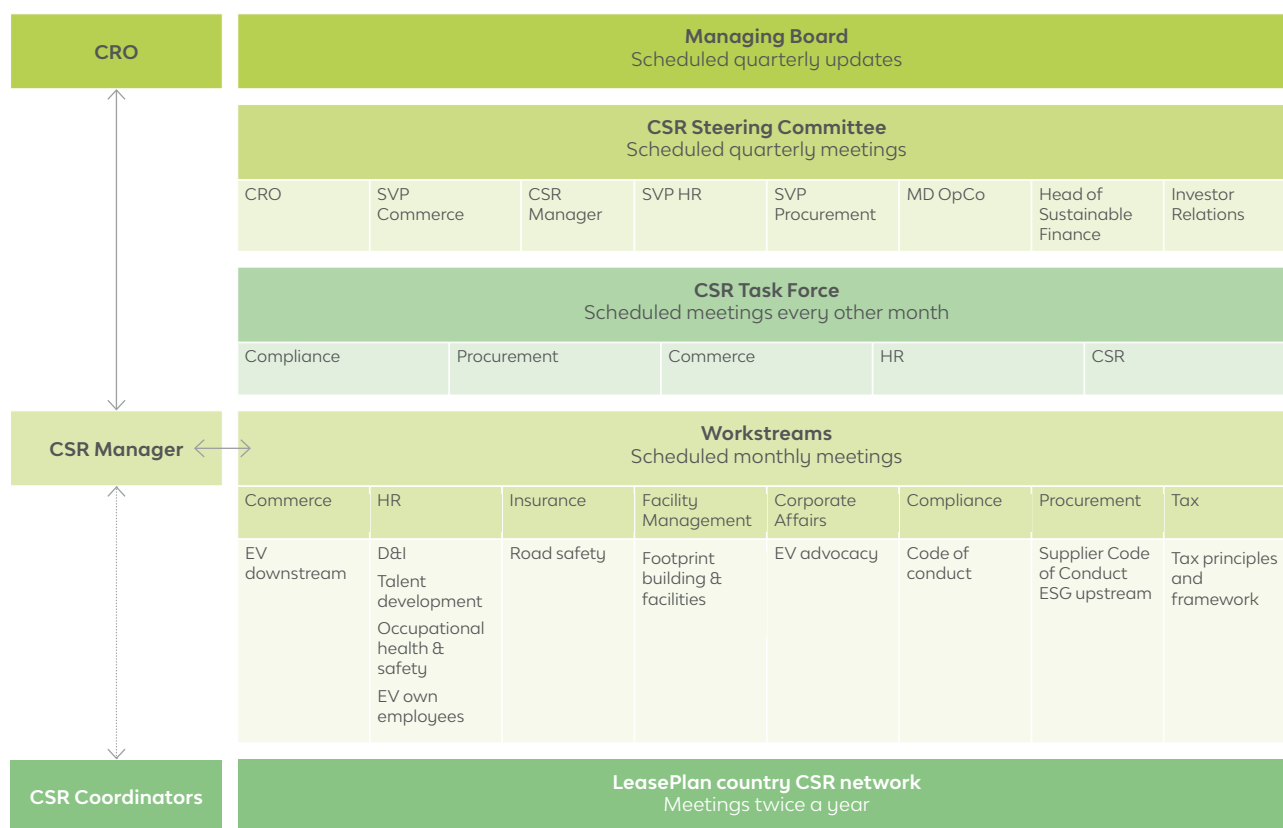 CRO
Managing Board
Scheduled quarterly updates
CSR Steering Committee
Scheduled quarterly meetings
CRO
SVP
Commerce
CSR
Manager
SVP HR
SVP
Procurement
MD OpCo
Head of
Sustainable
Finance
Investor
Relations
CSR Task Force
Scheduled meetings every other month
Compliance
Procurement
Commerce
HR
CSR
CSR Manager
Workstreams
Scheduled monthly meetings
Commerce
HR
Insurance
Facility
Management
Corporate
Affairs
Compliance
Procurement
Tax
EV
downstream
D&I
Talent
development
Occupational
health &
safety
EV own
employees
Road safety
Footprint
building &
facilities
EV advocacy
Code of
conduct
Supplier Code
of Conduct
ESG upstream
Tax principles
and
framework
CSR Coordinators
LeasePlan country CSR network
Meetings twice a year